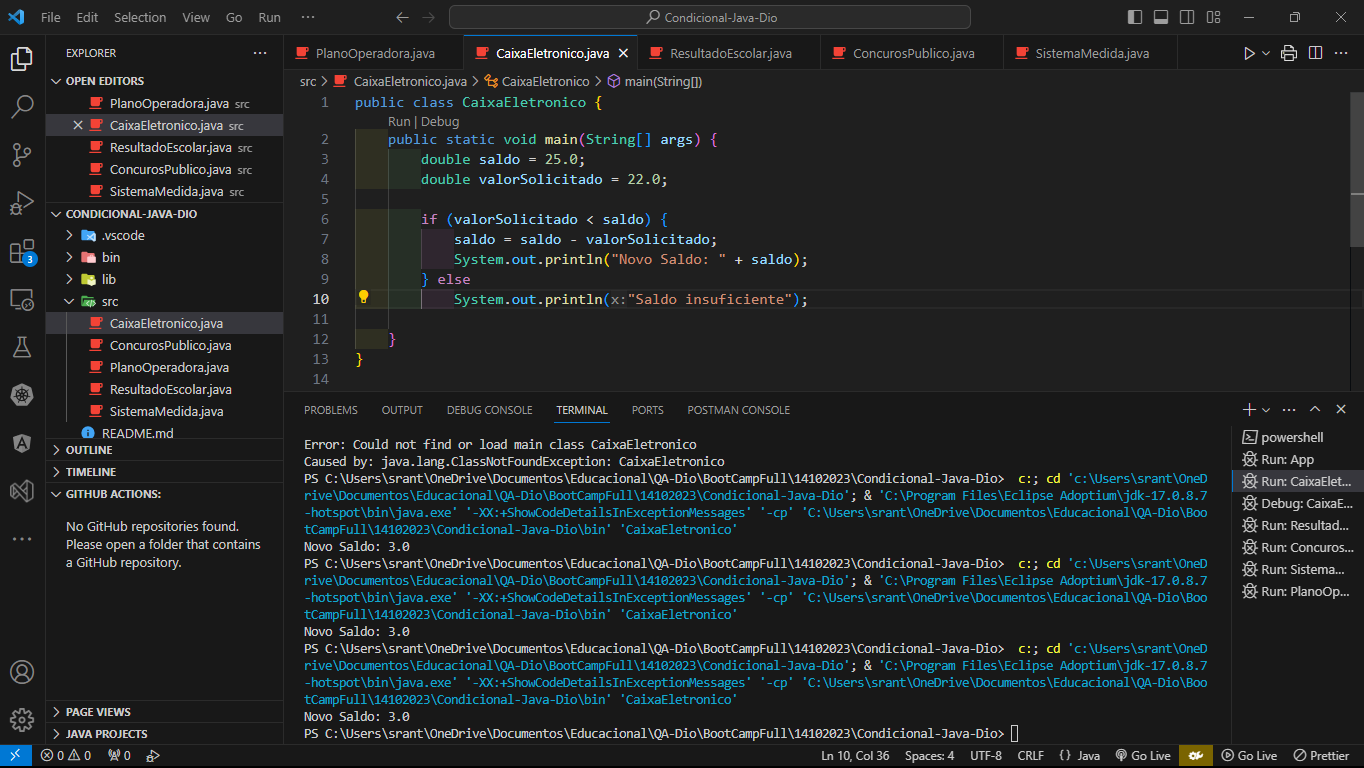 File Edit Selection View Go Run ··· Condicional-Java-Dio
EXPLORER ···
OPEN EDITORS
PlanoOperadora.java src
CaixaEletronico.java src
ResultadoEscolar.java src
ConcurosPublico.java src
SistemaMedida.java src
CONDICIONAL-JAVA-DIO
.vscode
bin
lib
src
CaixaEletronico.java
ConcurosPublico.java
PlanoOperadora.java
ResultadoEscolar.java
SistemaMedida.java
README.md
OUTLINE
TIMELINE
GITHUB ACTIONS:
No GitHub repositories found.
Please open a folder that contains
a GitHub repository.
PAGE VIEWS
JAVA PROJECTS
3
PlanoOperadora.java CaixaEletronico.java ResultadoEscolar.java ConcurosPublico.java SistemaMedida.java
src > CaixaEletronico.java > CaixaEletronico > main(String[])
1 public class CaixaEletronico {
Run | Debug
2 public static void main(String[] args) {
3 double saldo = 25.0;
4 double valorSolicitado = 22.0;
5
6 if (valorSolicitado < saldo) {
7 saldo = saldo - valorSolicitado;
8 System.out.println("Novo Saldo: " + saldo);
9 } else
10 System.out.println(x:"Saldo insuficiente");
11
12 }
13 }
14
PROBLEMS OUTPUT DEBUG CONSOLE TERMINAL PORTS POSTMAN CONSOLE
Error: Could not find or load main class CaixaEletronico
Caused by: java.lang.ClassNotFoundException: CaixaEletronico
PS C:\Users\srant\OneDrive\Documentos\Educacional\QA-Dio\BootCampFull\14102023\Condicional-Java-Dio> c:; cd 'c:\Users\srant\OneD
rive\Documentos\Educacional\QA-Dio\BootCampFull\14102023\Condicional-Java-Dio'; & 'C:\Program Files\Eclipse Adoptium\jdk-17.0.8.7
-hotspot\bin\java.exe' '-XX:+ShowCodeDetailsInExceptionMessages' '-cp' 'C:\Users\srant\OneDrive\Documentos\Educacional\QA-Dio\Boo
tCampFull\14102023\Condicional-Java-Dio\bin' 'CaixaEletronico'
Novo Saldo: 3.0
PS C:\Users\srant\OneDrive\Documentos\Educacional\QA-Dio\BootCampFull\14102023\Condicional-Java-Dio> c:; cd 'c:\Users\srant\OneD
rive\Documentos\Educacional\QA-Dio\BootCampFull\14102023\Condicional-Java-Dio'; & 'C:\Program Files\Eclipse Adoptium\jdk-17.0.8.7
-hotspot\bin\java.exe' '-XX:+ShowCodeDetailsInExceptionMessages' '-cp' 'C:\Users\srant\OneDrive\Documentos\Educacional\QA-Dio\Boo
tCampFull\14102023\Condicional-Java-Dio\bin' 'CaixaEletronico'
Novo Saldo: 3.0
PS C:\Users\srant\OneDrive\Documentos\Educacional\QA-Dio\BootCampFull\14102023\Condicional-Java-Dio> c:; cd 'c:\Users\srant\OneD
rive\Documentos\Educacional\QA-Dio\BootCampFull\14102023\Condicional-Java-Dio'; & 'C:\Program Files\Eclipse Adoptium\jdk-17.0.8.7
-hotspot\bin\java.exe' '-XX:+ShowCodeDetailsInExceptionMessages' '-cp' 'C:\Users\srant\OneDrive\Documentos\Educacional\QA-Dio\Boo
tCampFull\14102023\Condicional-Java-Dio\bin' 'CaixaEletronico'
Novo Saldo: 3.0
PS C:\Users\srant\OneDrive\Documentos\Educacional\QA-Dio\BootCampFull\14102023\Condicional-Java-Dio>
powershell
Run: App
Run: CaixaElet...
Debug: CaixaE...
Run: Resultad...
Run: Concuros...
Run: Sistema...
Run: PlanoOp...
0 0 0 Ln 10, Col 36 Spaces: 4 UTF-8 CRLF {} Java Go Live Go Live Prettier